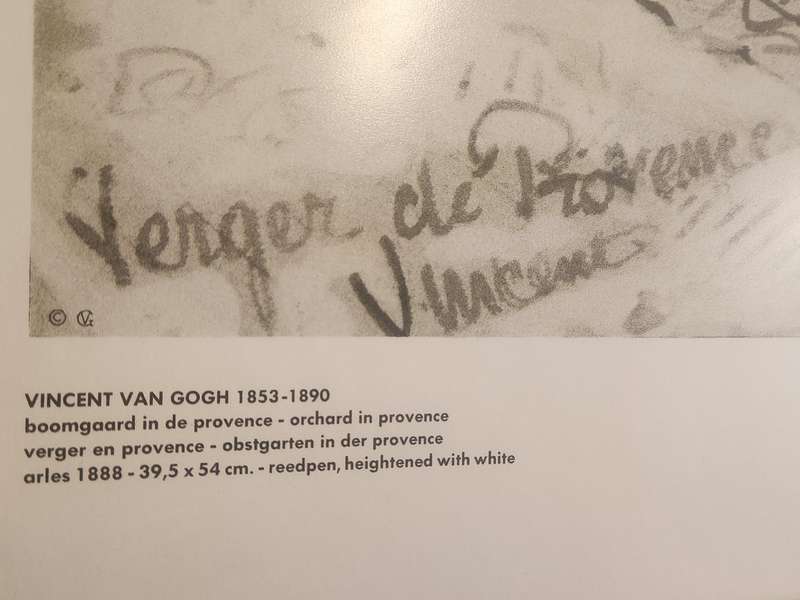 Verger de Provence
Vincent
© VG
VINCENT VAN GOGH 1853-1890
boomgaard in de provence - orchard in provence
verger en provence - obstgarten in der provence
arles 1888 - 39,5 x 54 cm. - reedpen, heightened with white